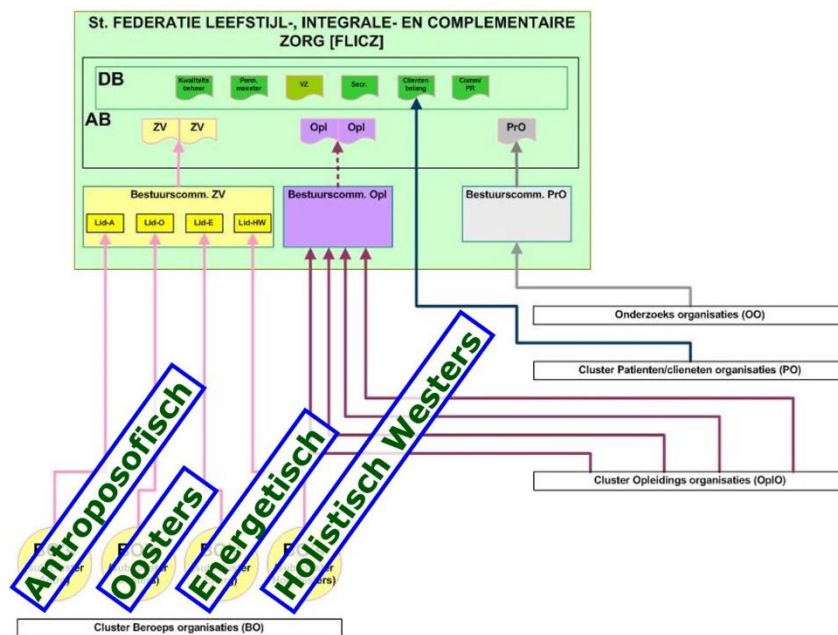 St. FEDERATIE LEEFSTIJL-, INTEGRALE- EN COMPLEMENTAIRE
ZORG [FLICZ]
DB
Kwaliteits
beheer
Penn.
meester
VZ
Secr.
Clienten
belang
Comm/
PR
AB
ZV
ZV
Opl
Opl
PrO
Bestuurscomm. ZV
Bestuurscomm. Opl
Bestuurscomm. PrO
Lid-A
Lid-O
Lid-E
Lid-HW
Onderzoeks organisaties (OO)
Cluster Patienten/clieneten organisaties (PO)
Cluster Opleidings organisaties (OplO)
Antroposofisch
Oosters
Energetisch
Holistisch Westers
Cluster Beroeps organisaties (BO)